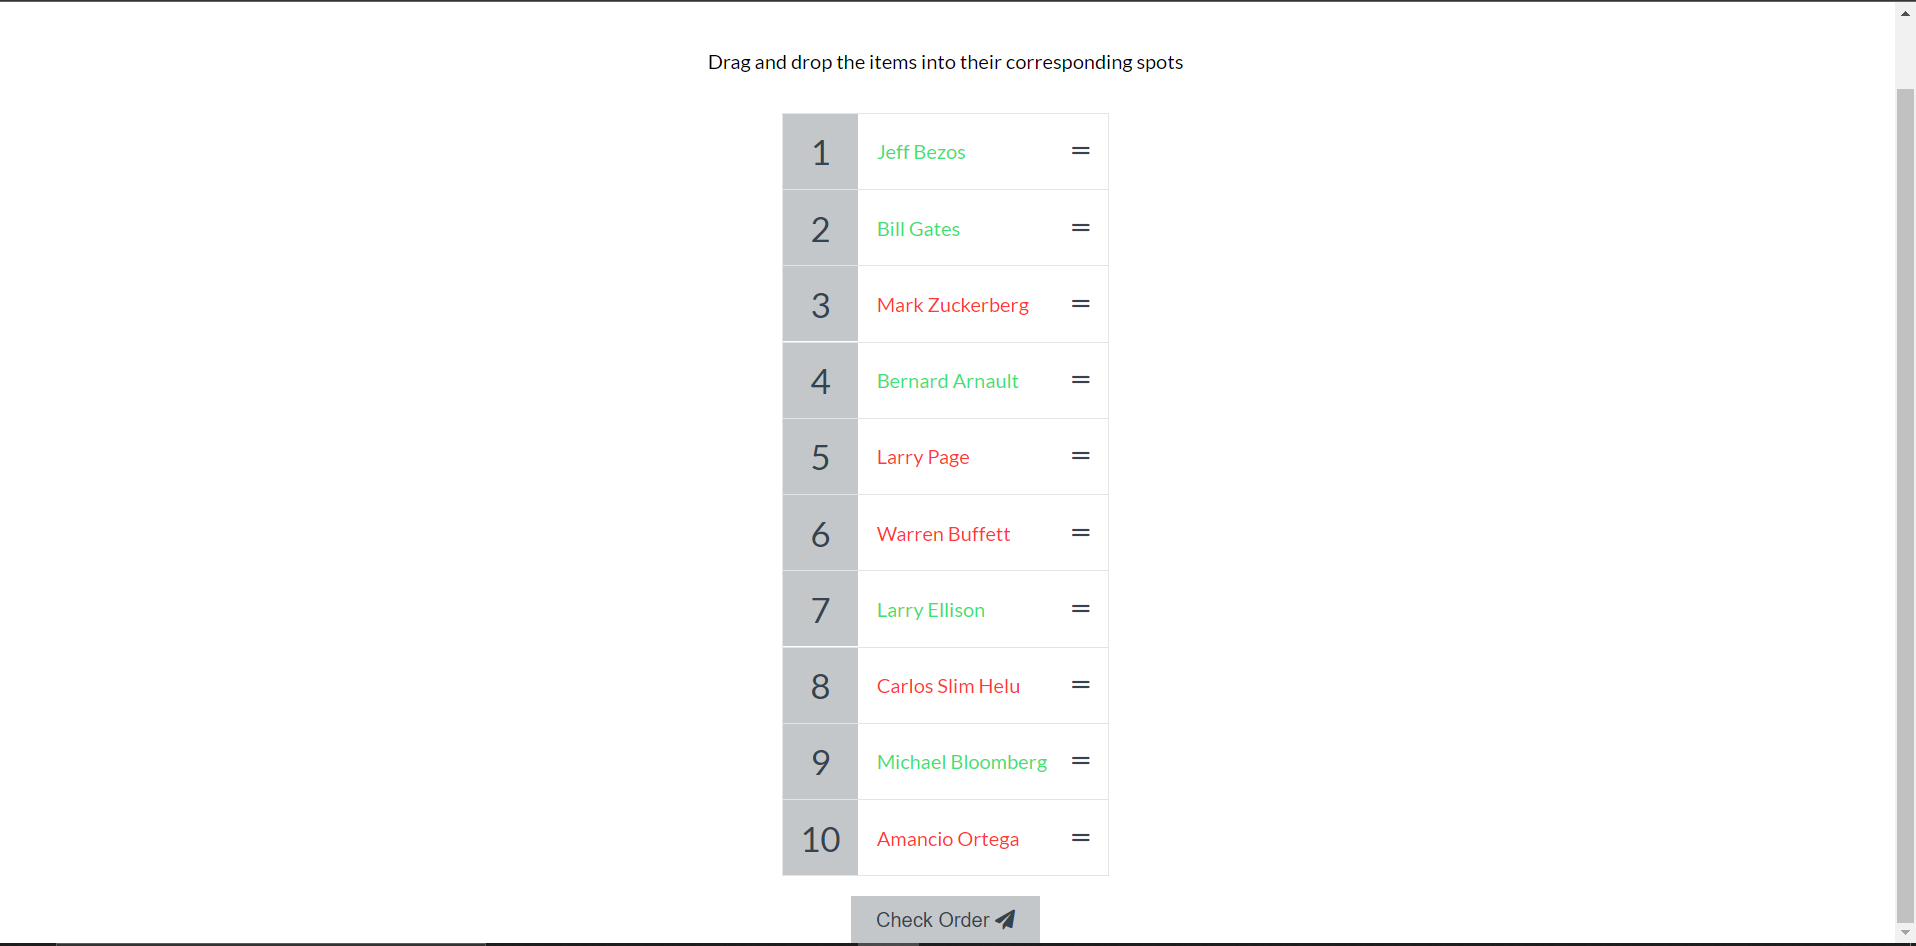 Drag and drop the items into their corresponding spots
1 Jeff Bezos
2 Bill Gates
3 Mark Zuckerberg
4 Bernard Arnault
5 Larry Page
6 Warren Buffett
7 Larry Ellison
8 Carlos Slim Helu
9 Michael Bloomberg
10 Amancio Ortega
Check Order